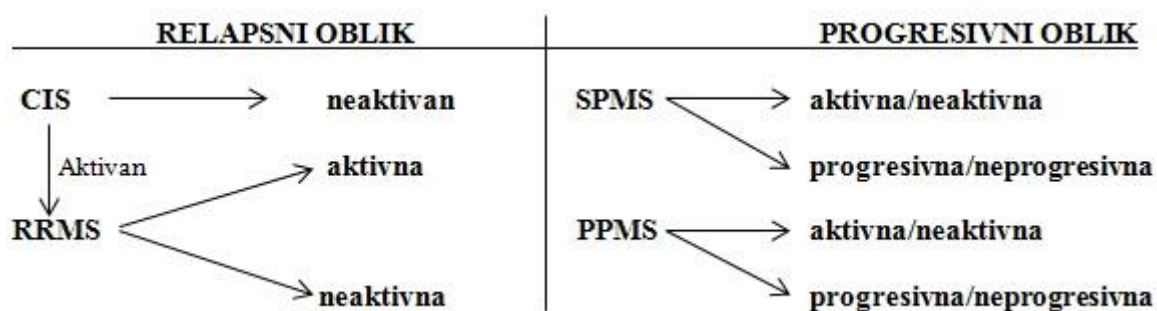 RELAPSNI OBLIK
CIS
neaktivan
Aktivan
aktivna
RRMS
neaktivna
PROGRESIVNI OBLIK
SPMS
aktivna/neaktivna
progresivna/neprogresivna
PPMS
aktivna/neaktivna
progresivna/neprogresivna